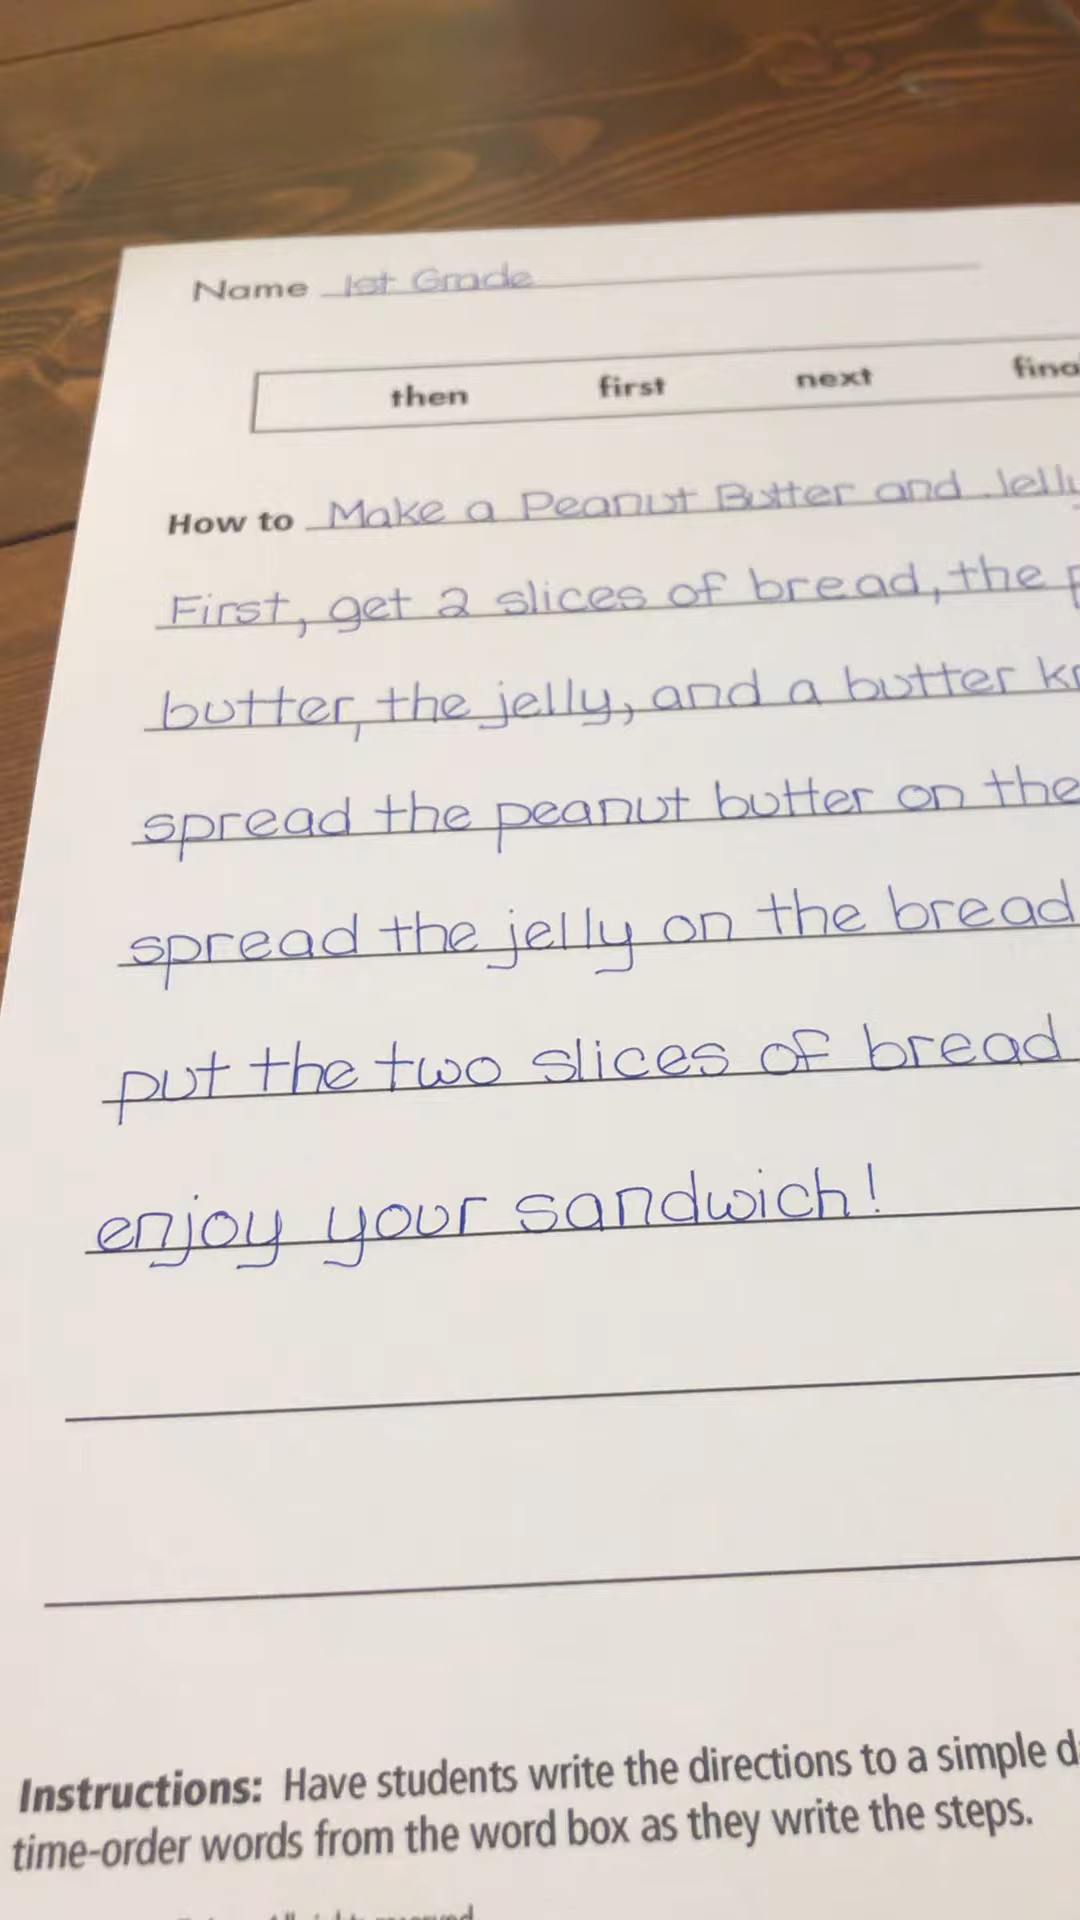 Name 1st Grade
then first next
How to Make a Peanut Butter and Jelly
First, get 2 slices of bread, the
butter, the jelly, and a butter
spread the peanut butter on the
spread the jelly on the bread
put the two slices of bread
enjoy your sandwich!
Instructions: Have students write the directions to a simple
time-order words from the word box as they write the steps.